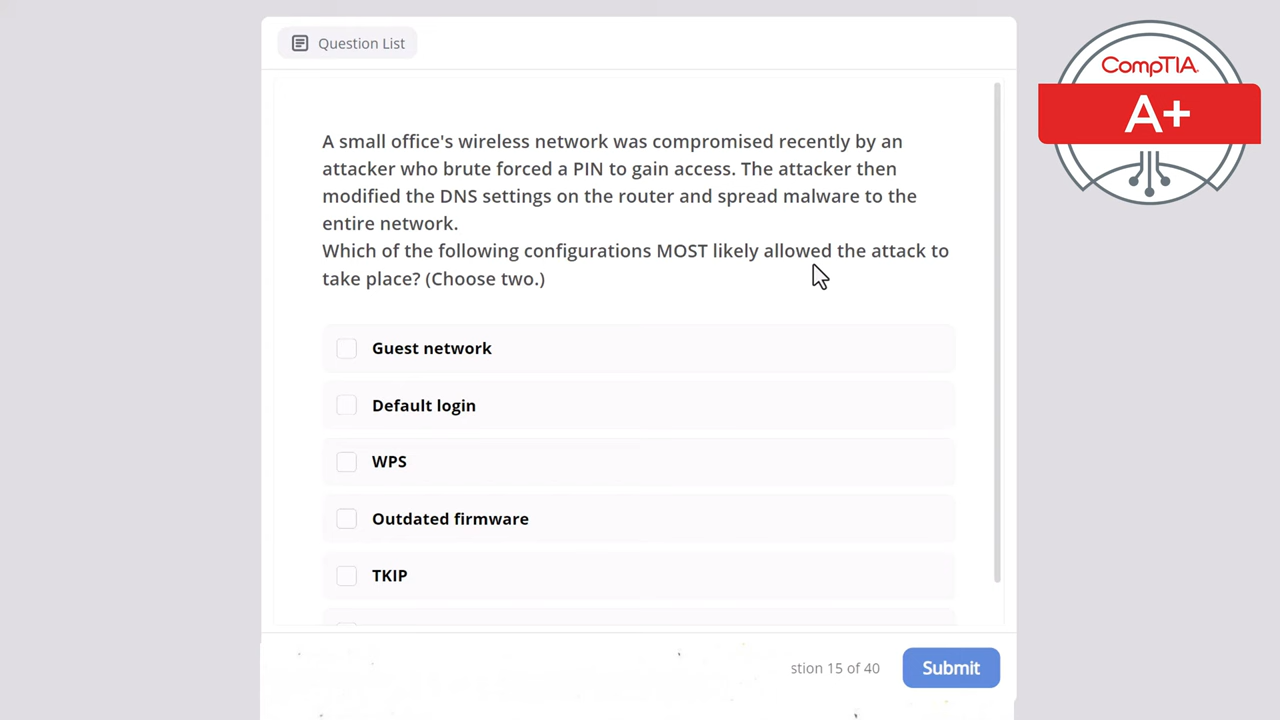 Question List
CompTIA.
A+
A small office's wireless network was compromised recently by an
attacker who brute forced a PIN to gain access. The attacker then
modified the DNS settings on the router and spread malware to the
entire network.
Which of the following configurations MOST likely allowed the attack to
take place? (Choose two.)
Guest network
Default login
WPS
Outdated firmware
TKIP
stion 15 of 40
Submit